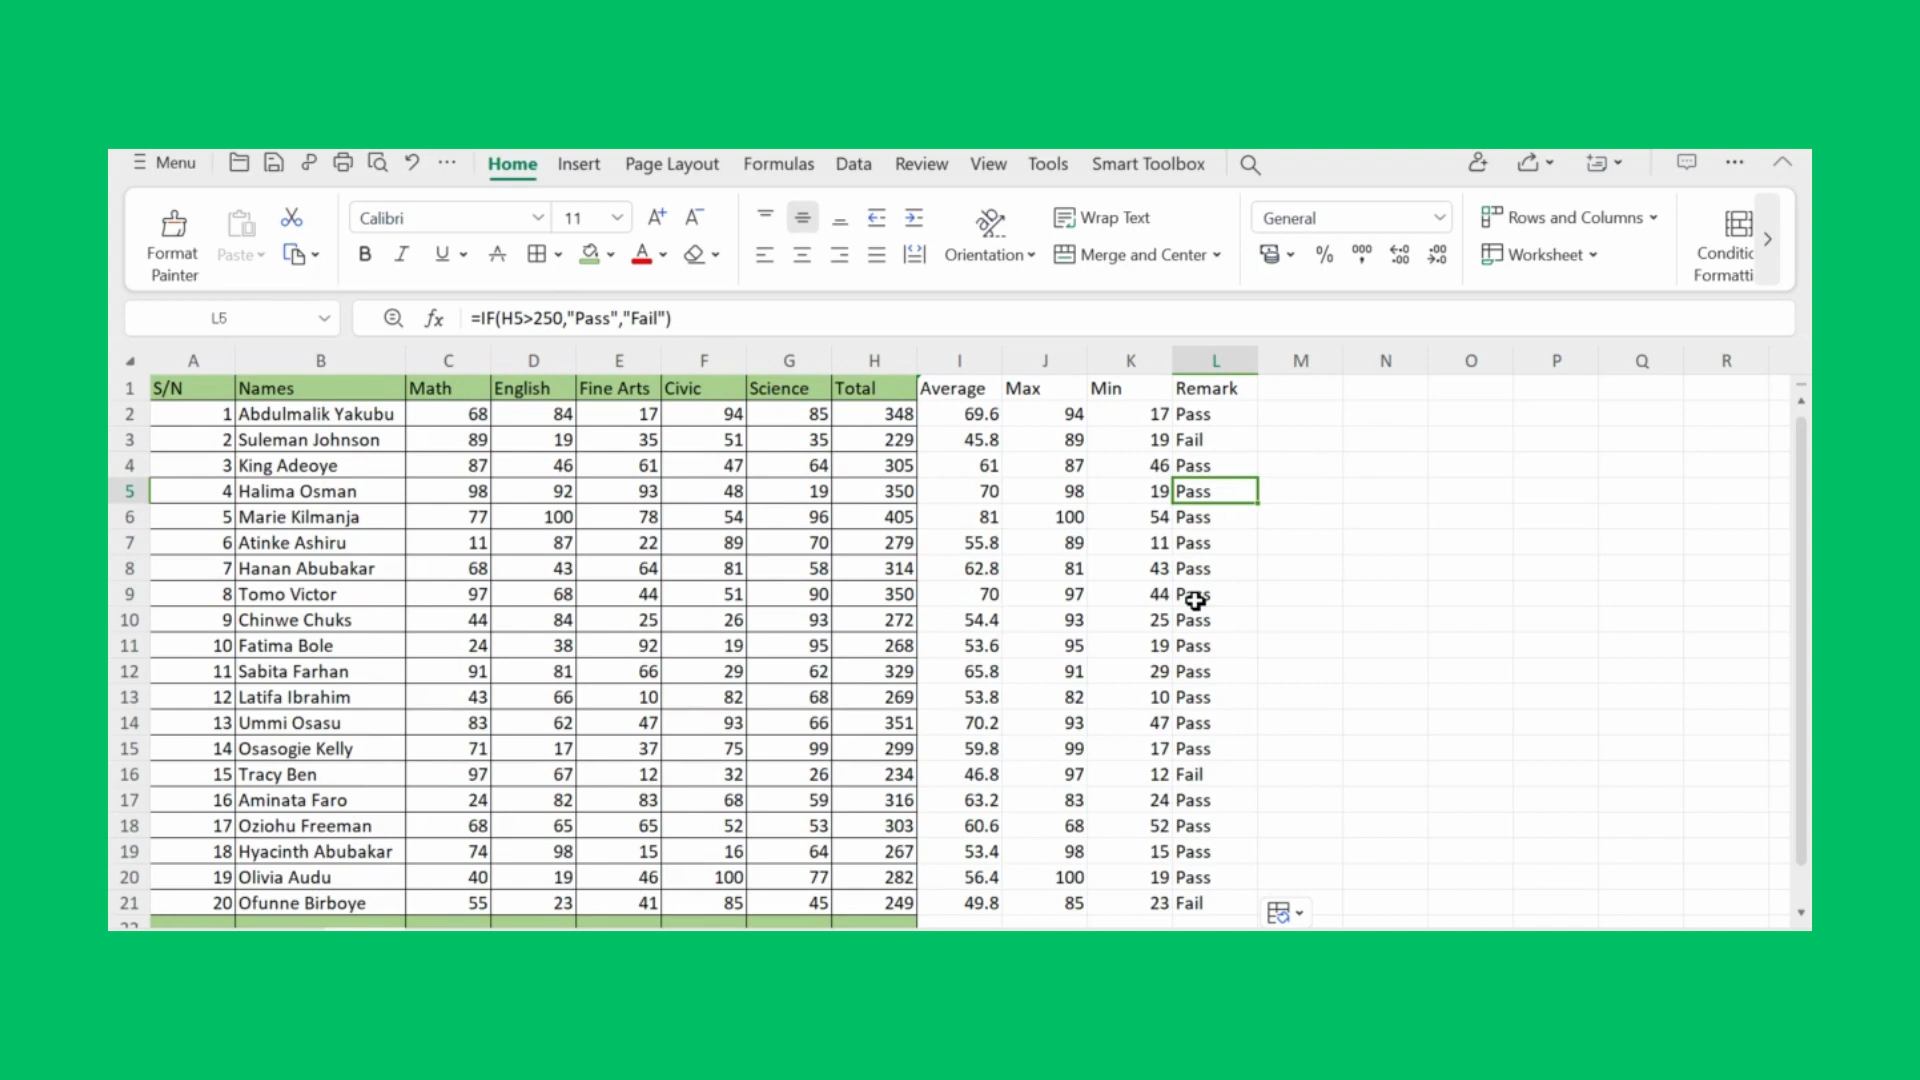 Menu Home Insert Page Layout Formulas Data Review View Tools Smart Toolbox
Format Painter Paste Calibri 11 A+ A- B I U A A Orientation Wrap Text Merge and Center General % 000 Rows and Columns Worksheet Conditic Formatti
L5 fx =IF(H5>250,"Pass","Fail")
A B C D E F G H I J K L M N O P Q R
1 S/N Names Math English Fine Arts Civic Science Total Average Max Min Remark
2 1 Abdulmalik Yakubu 68 84 17 94 85 348 69.6 94 17 Pass
3 2 Suleman Johnson 89 19 35 51 35 229 45.8 89 19 Fail
4 3 King Adeoye 87 46 61 47 64 305 61 87 46 Pass
5 4 Halima Osman 98 92 93 48 19 350 70 98 19 Pass
6 5 Marie Kilmanja 77 100 78 54 96 405 81 100 54 Pass
7 6 Atinke Ashiru 11 87 22 89 70 279 55.8 89 11 Pass
8 7 Hanan Abubakar 68 43 64 81 58 314 62.8 81 43 Pass
9 8 Tomo Victor 97 68 44 51 90 350 70 97 44 Pass
10 9 Chinwe Chuks 44 84 25 26 93 272 54.4 93 25 Pass
11 10 Fatima Bole 24 38 92 19 95 268 53.6 95 19 Pass
12 11 Sabita Farhan 91 81 66 29 62 329 65.8 91 29 Pass
13 12 Latifa Ibrahim 43 66 10 82 68 269 53.8 82 10 Pass
14 13 Ummi Osasu 83 62 47 93 66 351 70.2 93 47 Pass
15 14 Osasogie Kelly 71 17 37 75 99 299 59.8 99 17 Pass
16 15 Tracy Ben 97 67 12 32 26 234 46.8 97 12 Fail
17 16 Aminata Faro 24 82 83 68 59 316 63.2 83 24 Pass
18 17 Oziohu Freeman 68 65 65 52 53 303 60.6 68 52 Pass
19 18 Hyacinth Abubakar 74 98 15 16 64 267 53.4 98 15 Pass
20 19 Olivia Audu 40 19 46 100 77 282 56.4 100 19 Pass
21 20 Ofunne Birboye 55 23 41 85 45 249 49.8 85 23 Fail